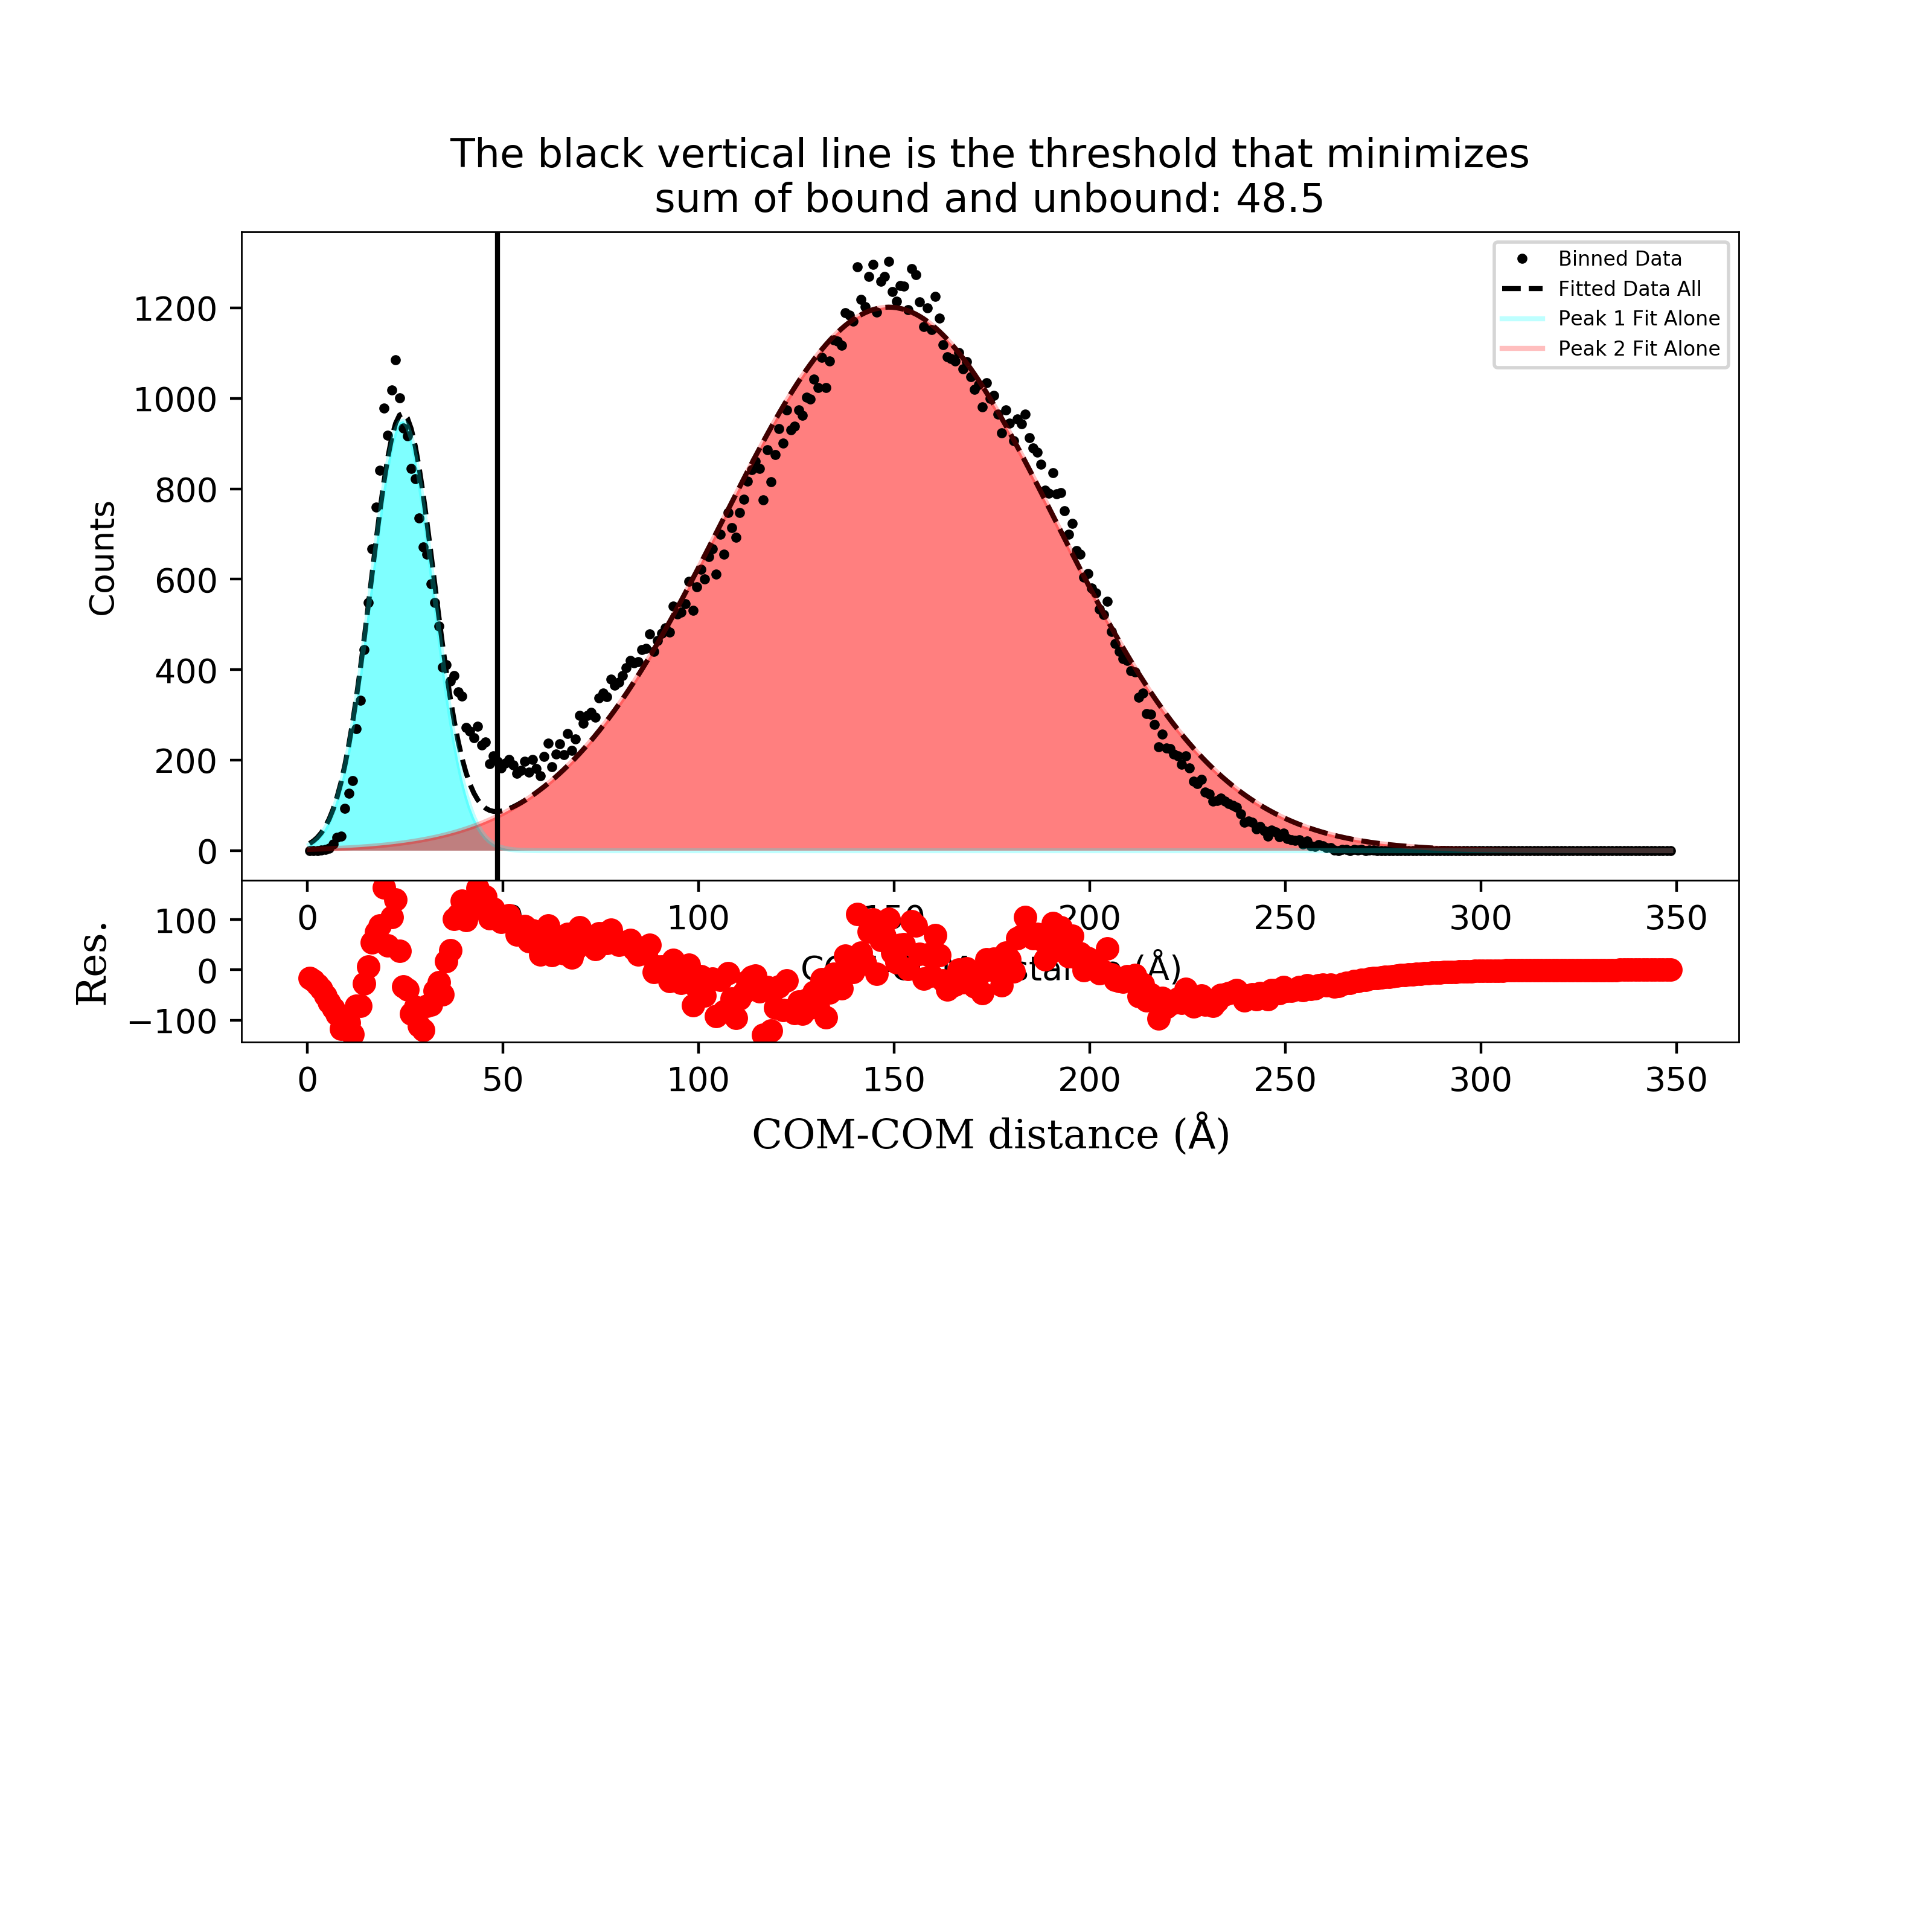 The black vertical line is the threshold that minimizes
sum of bound and unbound: 48.5
Binned Data
Fitted Data All
Peak 1 Fit Alone
Peak 2 Fit Alone
1200
1000
800
600
400
200
0
Counts
0 100 150 200 250 300 350
(Å)
100
0
−100
Res.
0 50 100 150 200 250 300 350
COM-COM distance (Å)